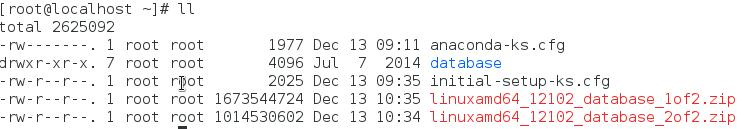 [root@localhost ~]# ll
total 2625092
-rw-------. 1 root root       1977 Dec 13 09:11 anaconda-ks.cfg
drwxr-xr-x. 7 root root       4096 Jul  7  2014 database
-rw-r--r--. 1 root root       2025 Dec 13 09:35 initial-setup-ks.cfg
-rw-r--r--. 1 root root 1673544724 Dec 13 10:35 linuxamd64_12102_database_1of2.zip
-rw-r--r--. 1 root root 1014530602 Dec 13 10:34 linuxamd64_12102_database_2of2.zip